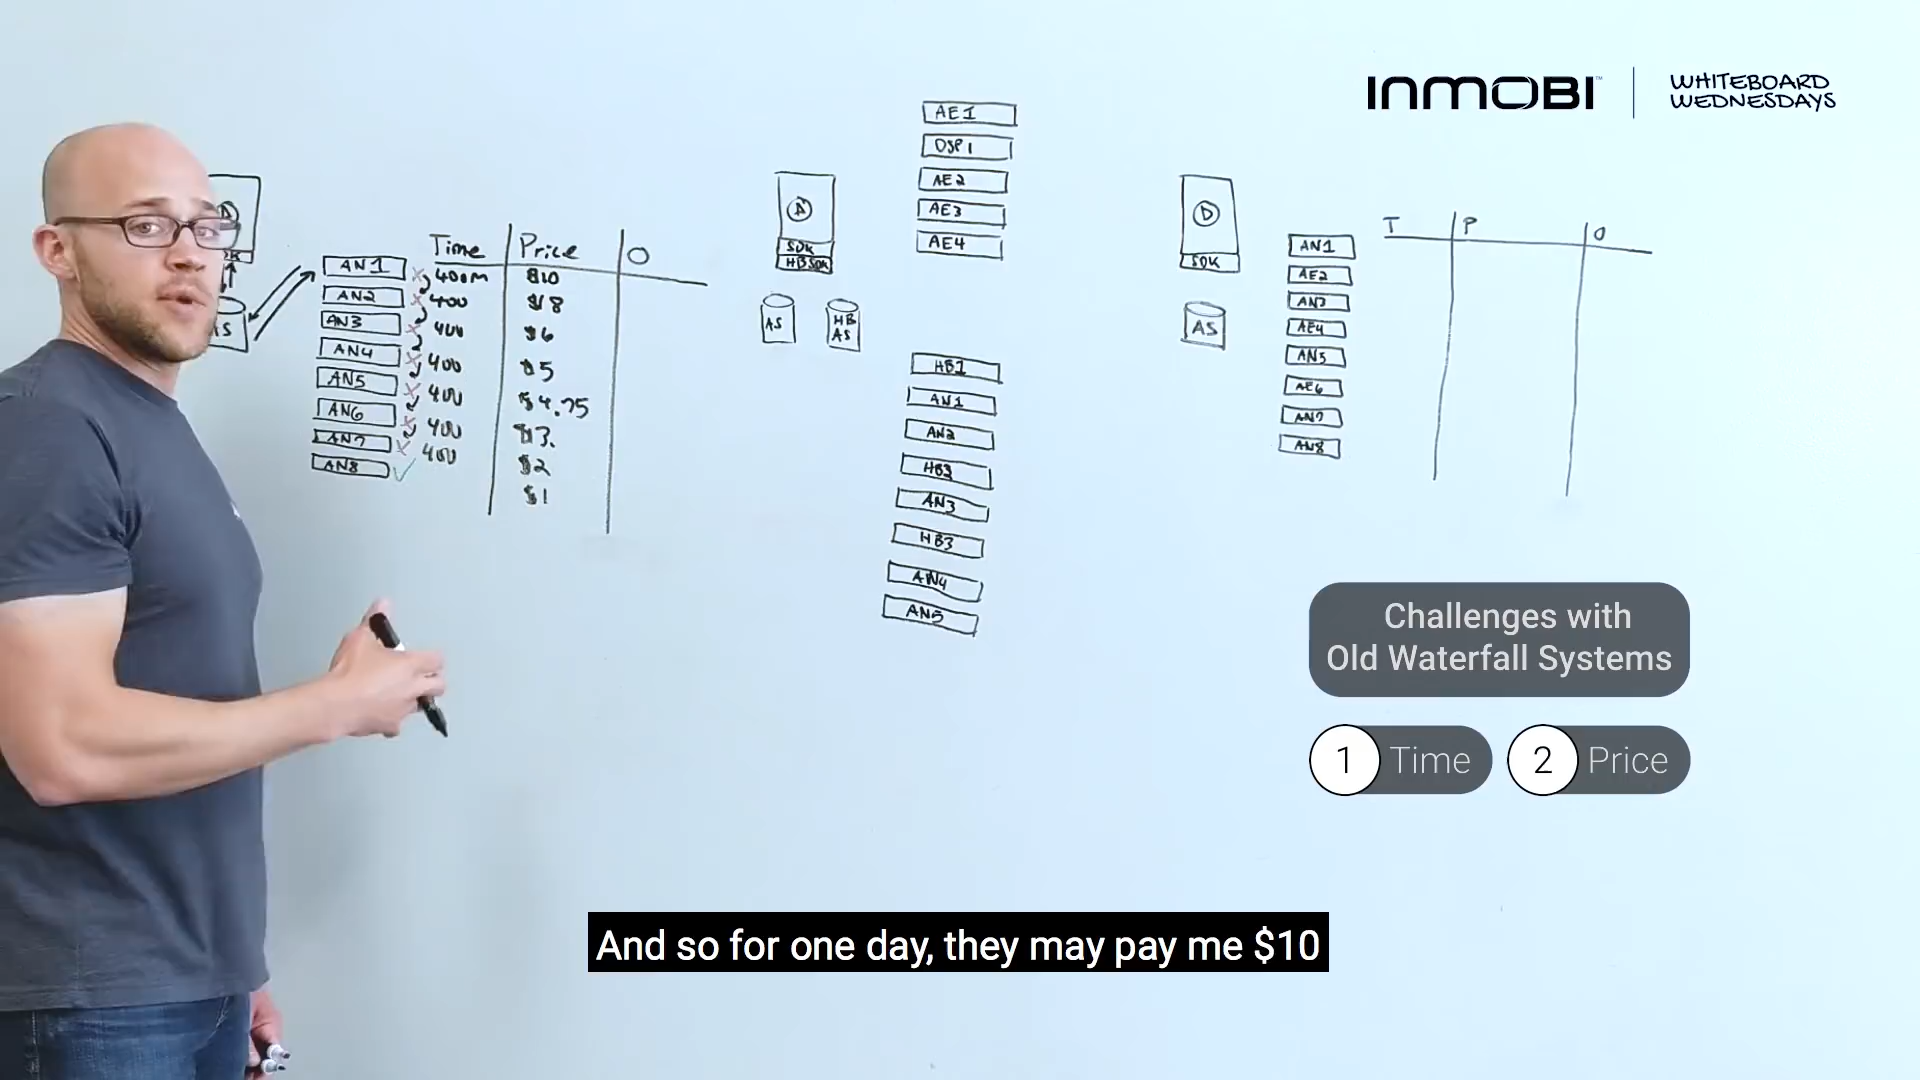 INMOBI™
WHITEBOARD
WEDNESDAYS
AS
AN1
AN2
AN3
AN4
AN5
AN6
AN7
AN8
Time Price O
400m $10
400 $8
400 $6
400 $5
400 $4.75
400 $3.
400 $2
$1
A
SDK
HBSDK
AS
HB
AS
AE1
DSP1
AE2
AE3
AE4
HB1
AN1
AN2
HB2
AN3
HB3
AN4
AN5
D
SDK
AS
AN1
AE2
AN3
AE4
AN5
AE6
AN7
AN8
T P O
Challenges with
Old Waterfall Systems
1 Time 2 Price
And so for one day, they may pay me $10